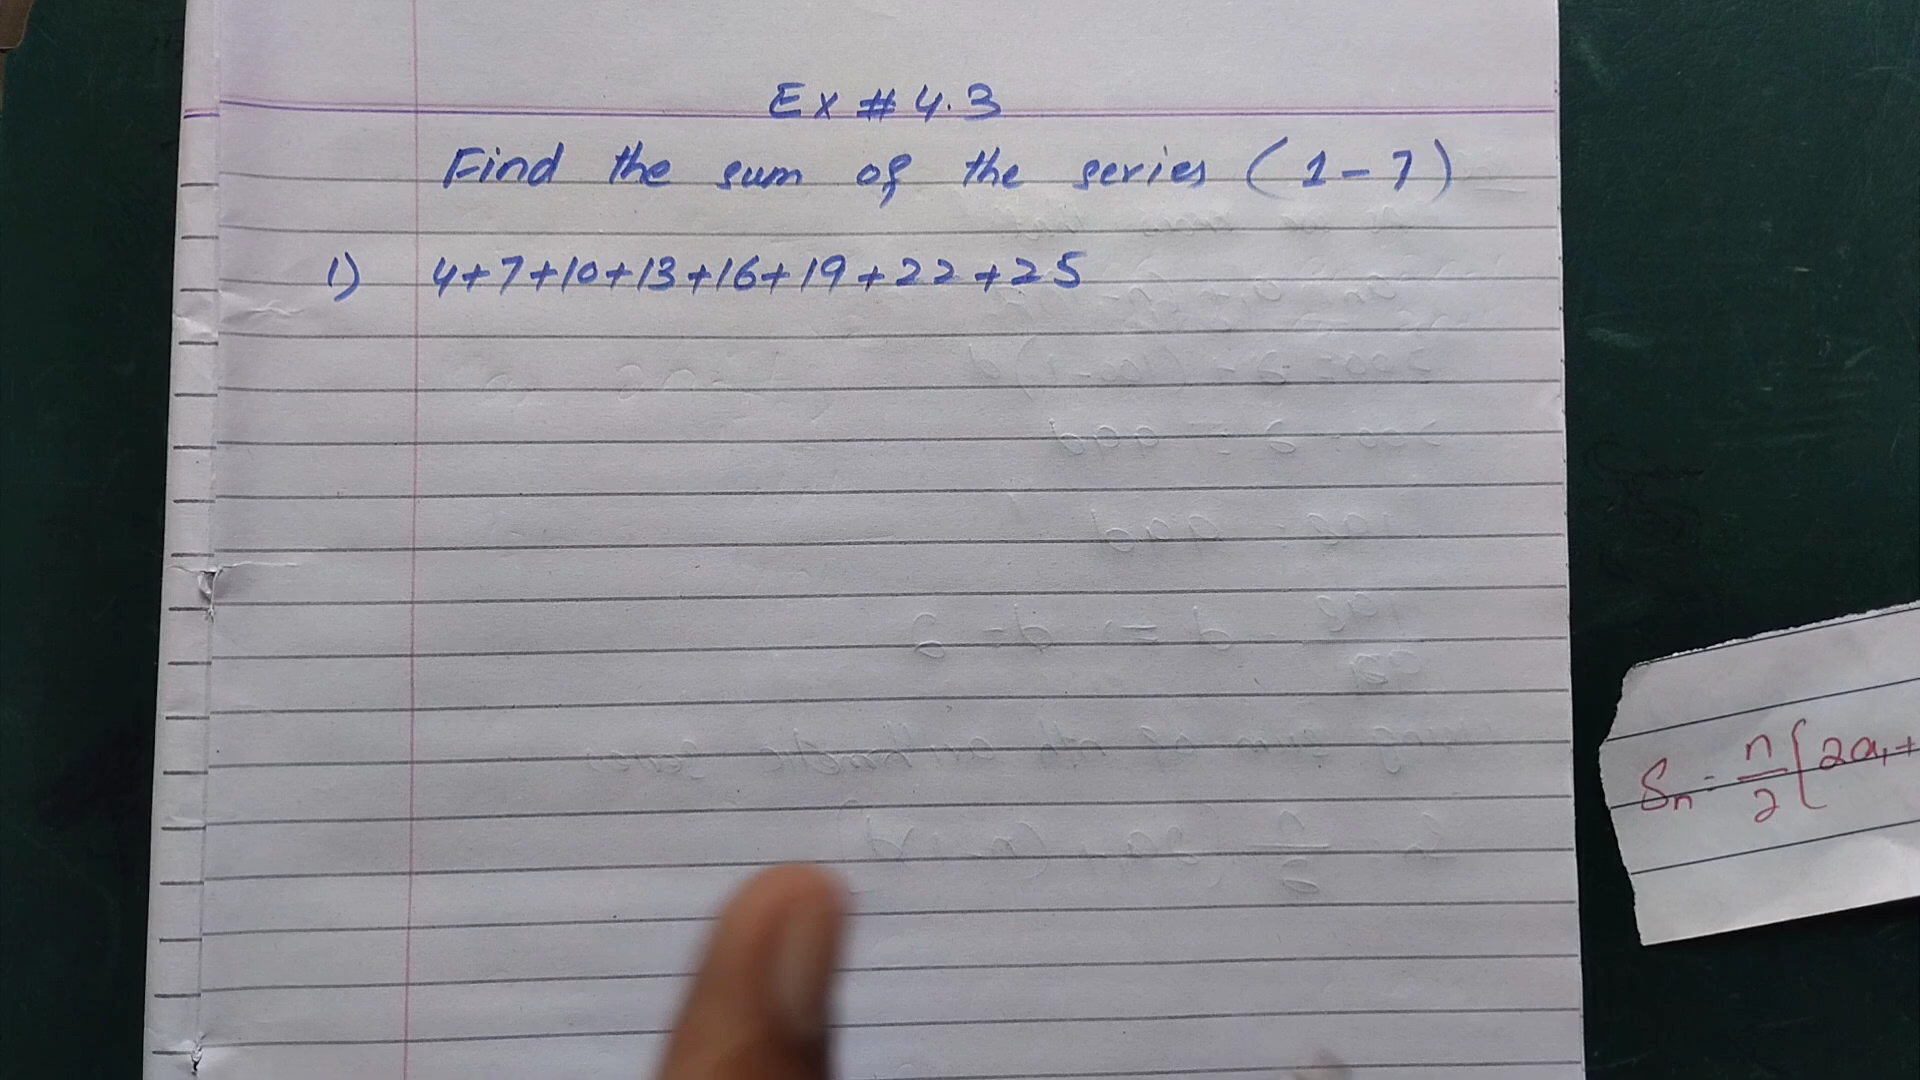 Ex # 4.3
Find the sum of the series (1-7)
1) 4+7+10+13+16+19+22+25
Sn = n/2 [2a₁+